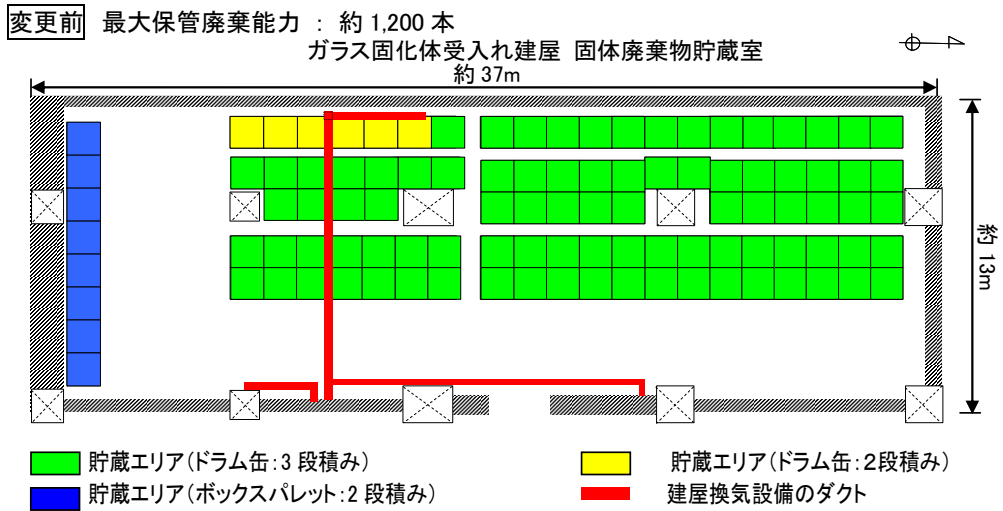 変更前 最大保管廃棄能力 : 約 1,200 本
ガラス固化体受入れ建屋 固体廃棄物貯蔵室
約 37m
約 13m
貯蔵エリア(ドラム缶:3 段積み)
貯蔵エリア(ドラム缶:2段積み)
貯蔵エリア(ボックスパレット:2 段積み)
建屋換気設備のダクト